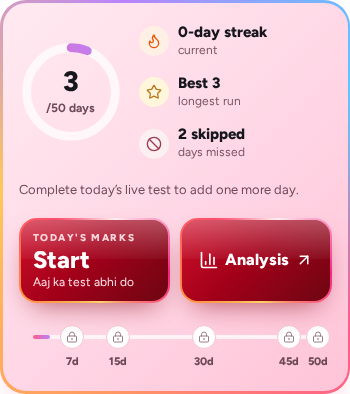 3
/50 days
0-day streak
current
Best 3
longest run
2 skipped
days missed
Complete today's live test to add one more day.
TODAY'S MARKS
Start
Aaj ka test abhi do
Analysis
7d
15d
30d
45d
50d